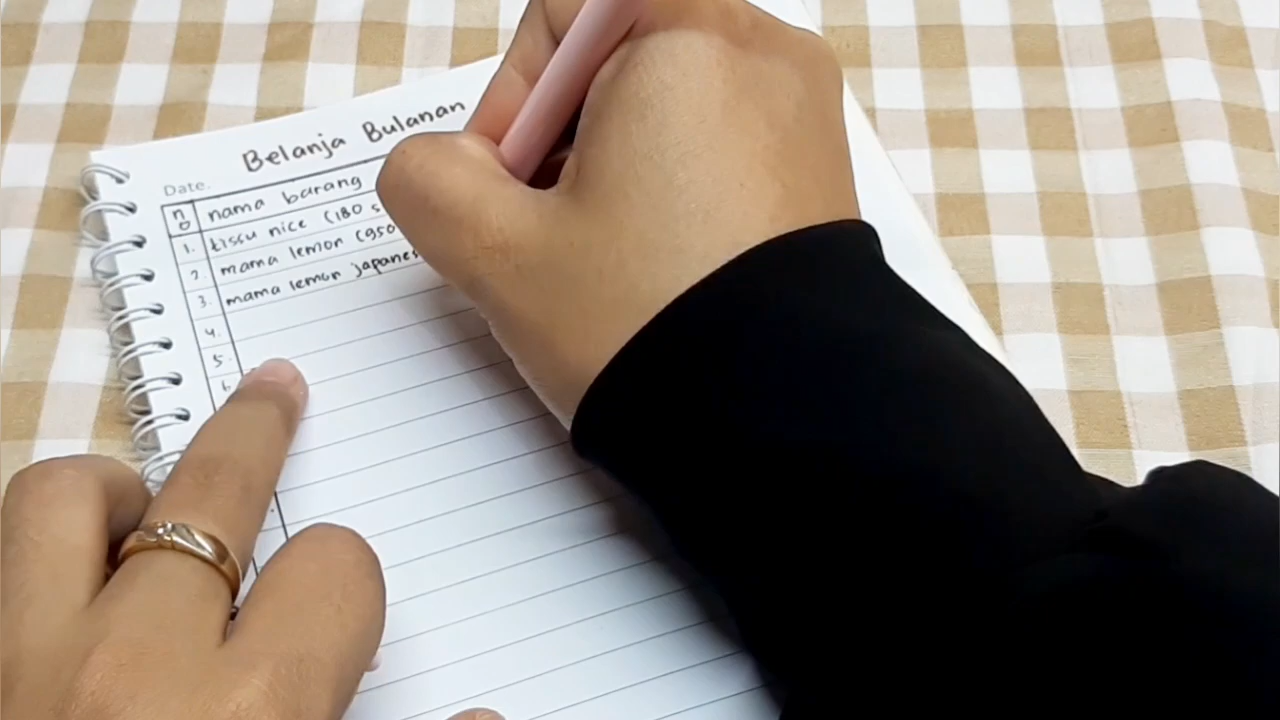 Belanja Bulanan
Date.
no nama barang
1. tissu nice (180 s
2. mama lemon (950
3. mama lemon japanes
4.
5.
6.